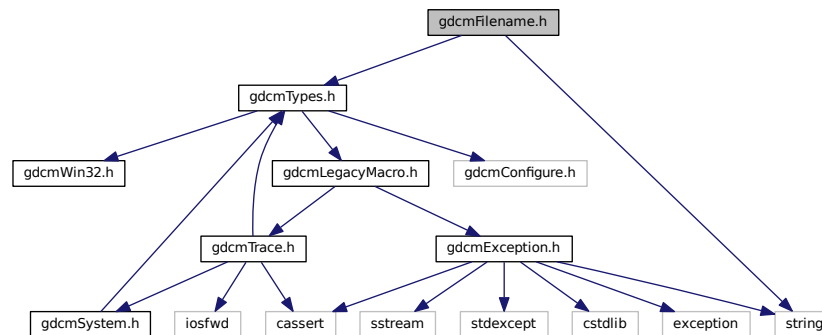 gdcmFilename.h
gdcmTypes.h
gdcmWin32.h
gdcmLegacyMacro.h
gdcmConfigure.h
gdcmTrace.h
gdcmException.h
gdcmSystem.h
iosfwd
cassert
sstream
stdexcept
cstdlib
exception
string